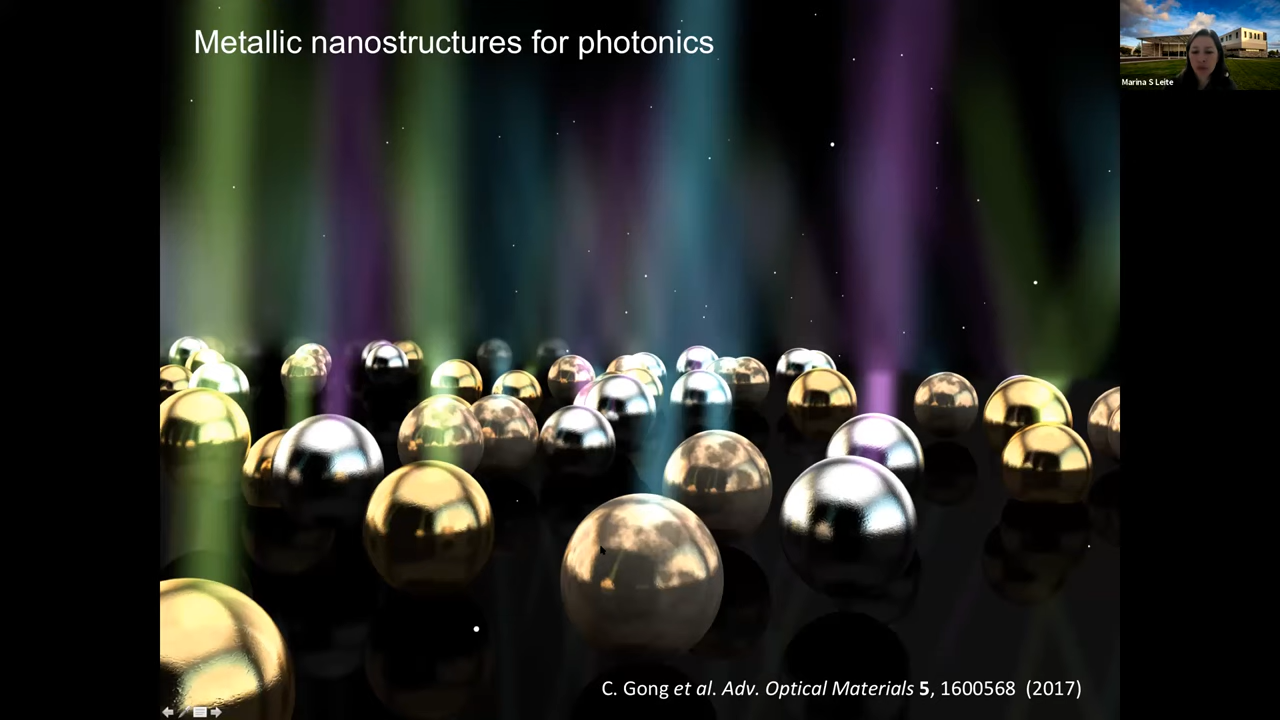 Metallic nanostructures for photonics
Marina S Leite
C. Gong et al. Adv. Optical Materials 5, 1600568 (2017)